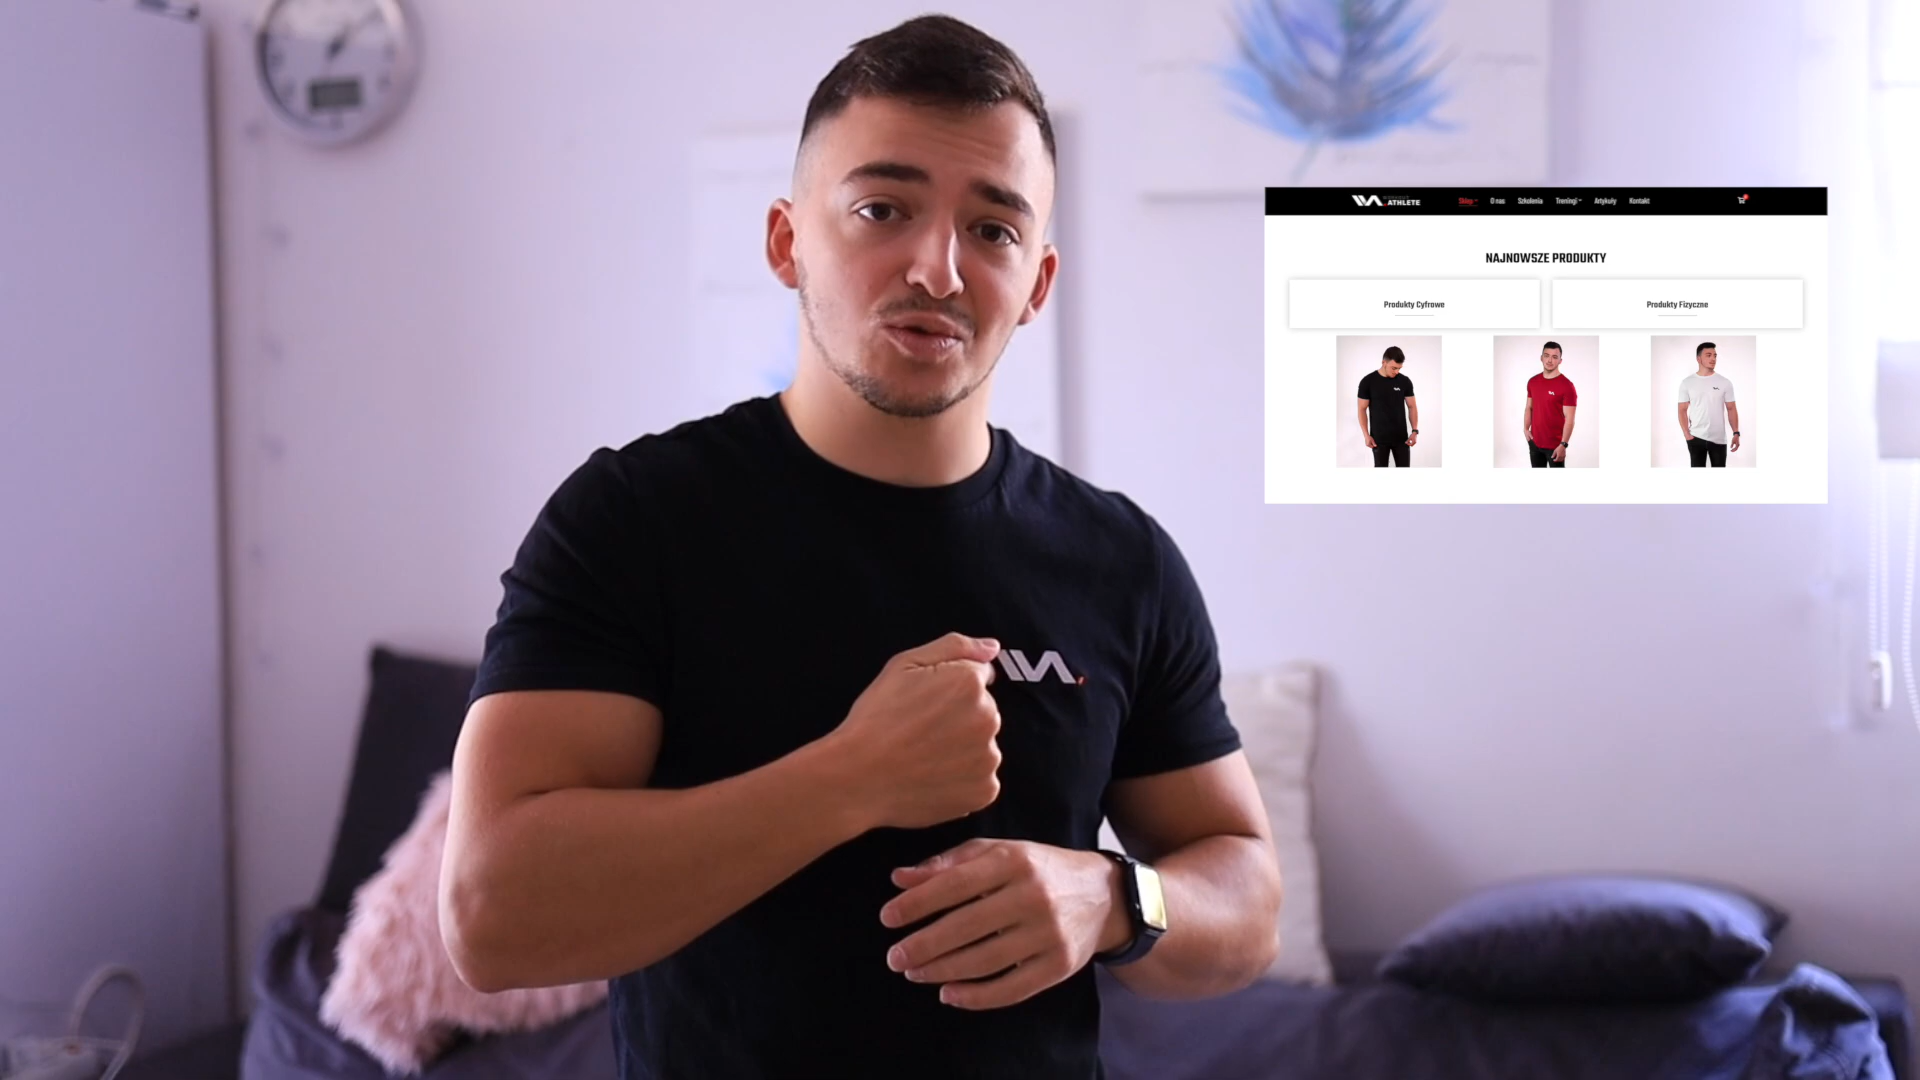 .ATHLETE
Sklep O nas Szkolenia Treningi Artykuły Kontakt
NAJNOWSZE PRODUKTY
Produkty Cyfrowe
Produkty Fizyczne